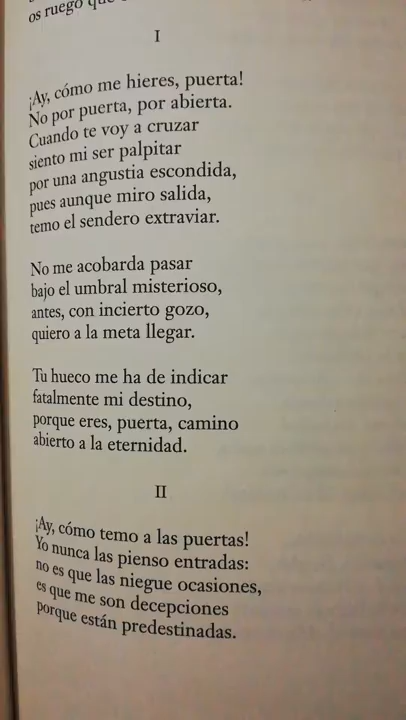 os ruego que
I
¡Ay, cómo me hieres, puerta!
No por puerta, por abierta.
Cuando te voy a cruzar
siento mi ser palpitar
por una angustia escondida,
pues aunque miro salida,
temo el sendero extraviar.
No me acobarda pasar
bajo el umbral misterioso,
antes, con incierto gozo,
quiero a la meta llegar.
Tu hueco me ha de indicar
fatalmente mi destino,
porque eres, puerta, camino
abierto a la eternidad.
II
¡Ay, cómo temo a las puertas!
Yo nunca las pienso entradas:
no es que las niegue ocasiones,
es que me son decepciones
porque están predestinadas.